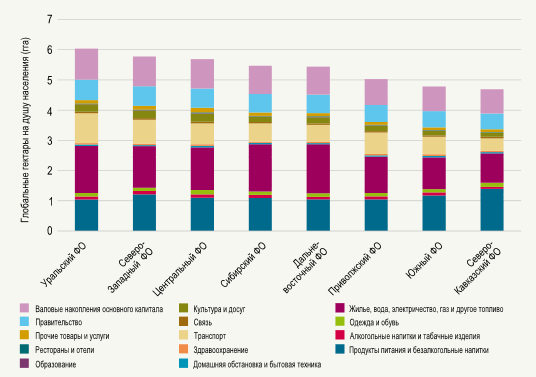 Глобальные гектары на душу населения (гга)
7
6
5
4
3
2
1
0
Уральский ФО
Северо-
Западный ФО
Центральный ФО
Сибирский ФО
Дальне-
восточный ФО
Приволжский ФО
Южный ФО
Северо-
Кавказский ФО
Валовые накопления основного капитала
Правительство
Прочие товары и услуги
Рестораны и отели
Образование
Культура и досуг
Связь
Транспорт
Здравоохранение
Домашняя обстановка и бытовая техника
Жилье, вода, электричество, газ и другое топливо
Одежда и обувь
Алкогольные напитки и табачные изделия
Продукты питания и безалкогольные напитки